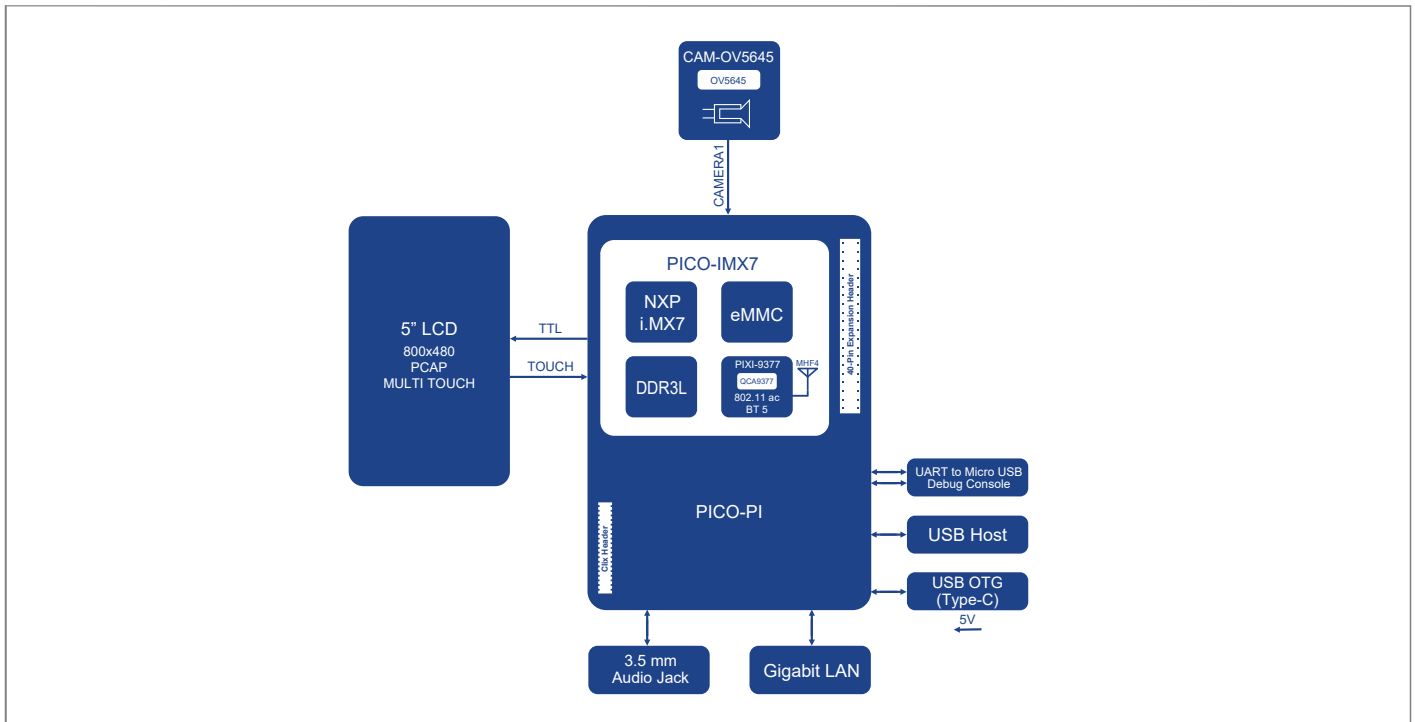 CAM-OV5645
OV5645
CAMERA1
5” LCD
800x480
PCAP
MULTI TOUCH
TTL
TOUCH
PICO-IMX7
NXP
i.MX7
eMMC
DDR3L
PIXI-9377
QCA9377
802.11 ac
BT 5
MHF4
40-Pin Expansion Header
PICO-PI
Clix Header
UART to Micro USB
Debug Console
USB Host
USB OTG
(Type-C)
5V
3.5 mm
Audio Jack
Gigabit LAN